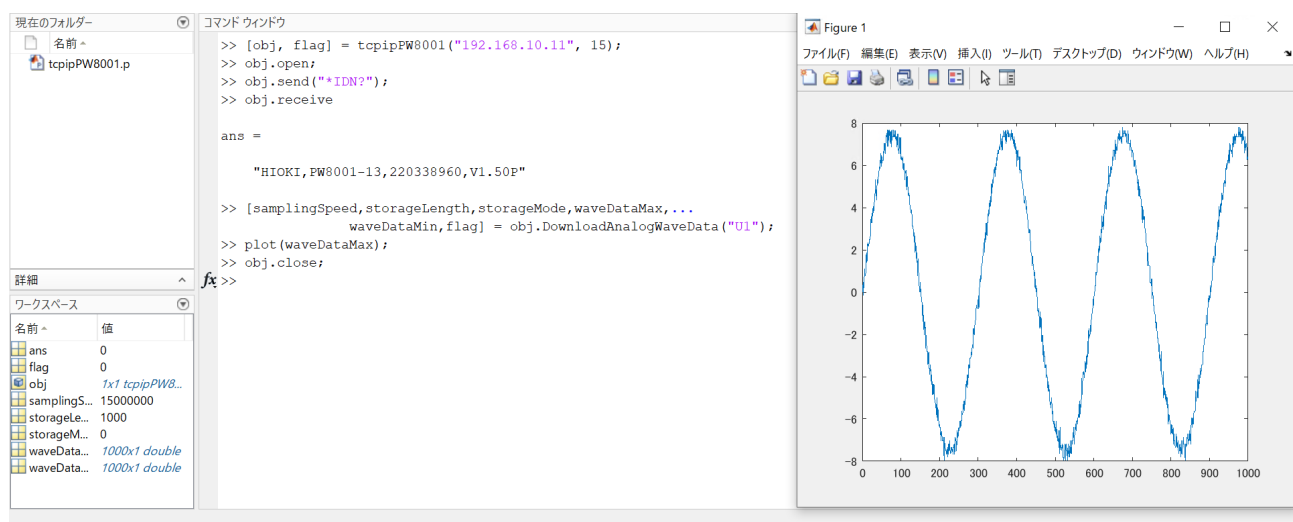 現在のフォルダー
名前
tcpipPW8001.p
詳細
ワークスペース
名前 値
ans 0
flag 0
obj 1x1 tcpipPW8...
samplingS... 15000000
storageLe... 1000
storageM... 0
waveData... 1000x1 double
waveData... 1000x1 double
コマンド ウィンドウ
>> [obj, flag] = tcpipPW8001("192.168.10.11", 15);
>> obj.open;
>> obj.send("*IDN?");
>> obj.receive
ans =
"HIOKI,PW8001-13,220338960,V1.50P"
>> [samplingSpeed,storageLength,storageMode,waveDataMax,...
waveDataMin,flag] = obj.DownloadAnalogWaveData("U1");
>> plot(waveDataMax);
>> obj.close;
fx >>
Figure 1
ファイル(F) 編集(E) 表示(V) 挿入(I) ツール(T) デスクトップ(D) ウィンドウ(W) ヘルプ(H)
8
6
4
2
0
-2
-4
-6
-8
0 100 200 300 400 500 600 700 800 900 1000